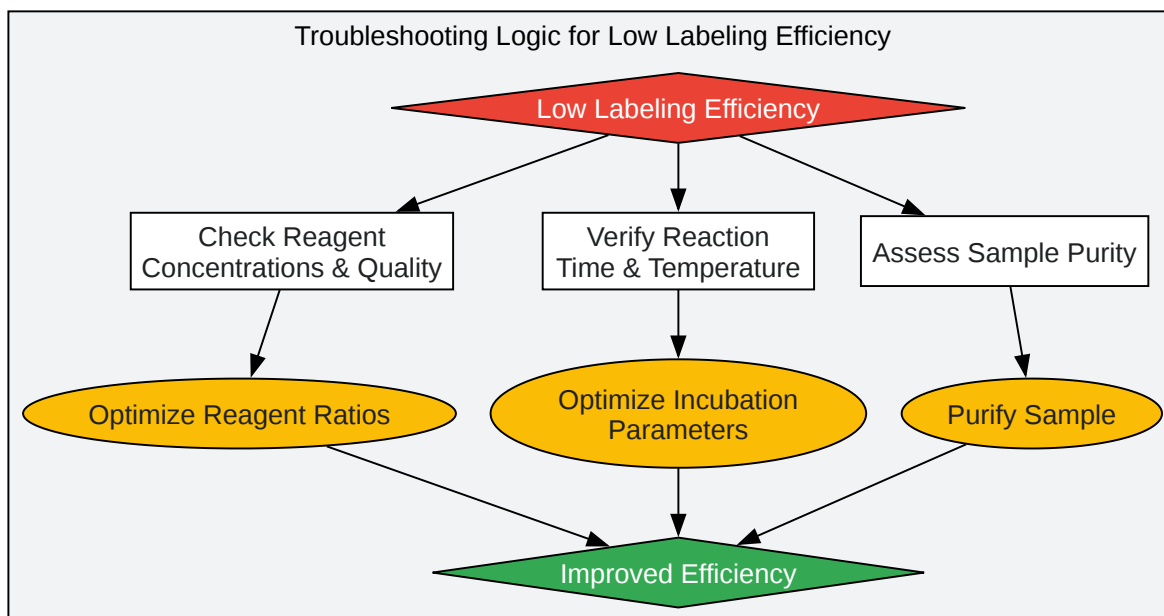 Troubleshooting Logic for Low Labeling Efficiency
Low Labeling Efficiency
Check Reagent
Concentrations & Quality
Verify Reaction
Time & Temperature
Assess Sample Purity
Optimize Reagent Ratios
Optimize Incubation
Parameters
Purify Sample
Improved Efficiency